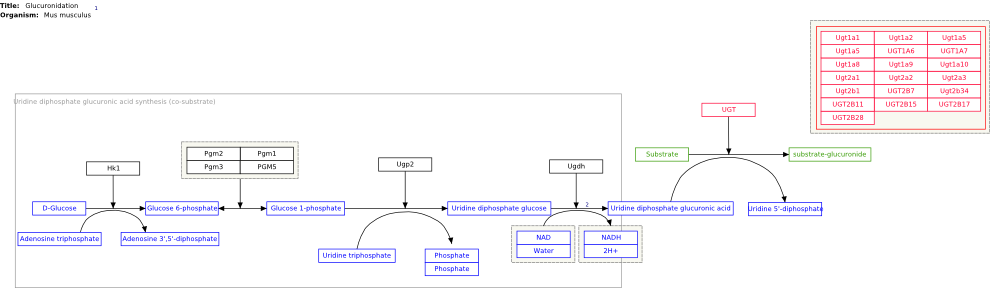 Title: Glucuronidation 1
Organism: Mus musculus
Ugt1a1 Ugt1a2 Ugt1a5
Ugt1a5 UGT1A6 UGT1A7
Ugt1a8 Ugt1a9 Ugt1a10
Ugt2a1 Ugt2a2 Ugt2a3
Ugt2b1 UGT2B7 Ugt2b34
UGT2B11 UGT2B15 UGT2B17
UGT2B28
Uridine diphosphate glucuronic acid synthesis (co-substrate)
UGT
Pgm2 Pgm1
Pgm3 PGM5
Hk1
Ugp2
Ugdh
Substrate
substrate-glucuronide
D-Glucose
Glucose 6-phosphate
Glucose 1-phosphate
Uridine diphosphate glucose
2
Uridine diphosphate glucuronic acid
Uridine 5'-diphosphate
Adenosine triphosphate
Adenosine 3',5'-diphosphate
Uridine triphosphate
Phosphate
Phosphate
NAD
Water
NADH
2H+